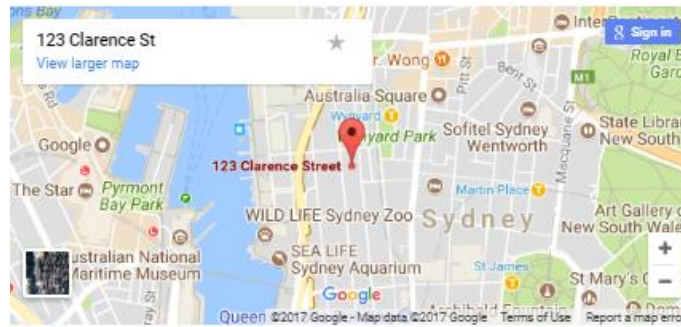 ons Bay
123 Clarence St
View larger map
Sign in
r. Wong
Pitt St
Bent St
M1
Royal B
Gard
Australia Square
Wynyard
nyard Park
Sofitel Sydney
Wentworth
Macquarie St
State Librar
New South
Google
123 Clarence Street
The Star
Pyrmont
Bay Park
Martin Place
WILD LIFE Sydney Zoo
Sydney
Art Gallery o
New South Wale
ustralian National
Maritime Museum
SEA LIFE
Sydney Aquarium
St James
St Mary's C
+
−
ray St
Google
Queen
©2017 Google - Map data ©2017 Google
Terms of Use
Report a map erro